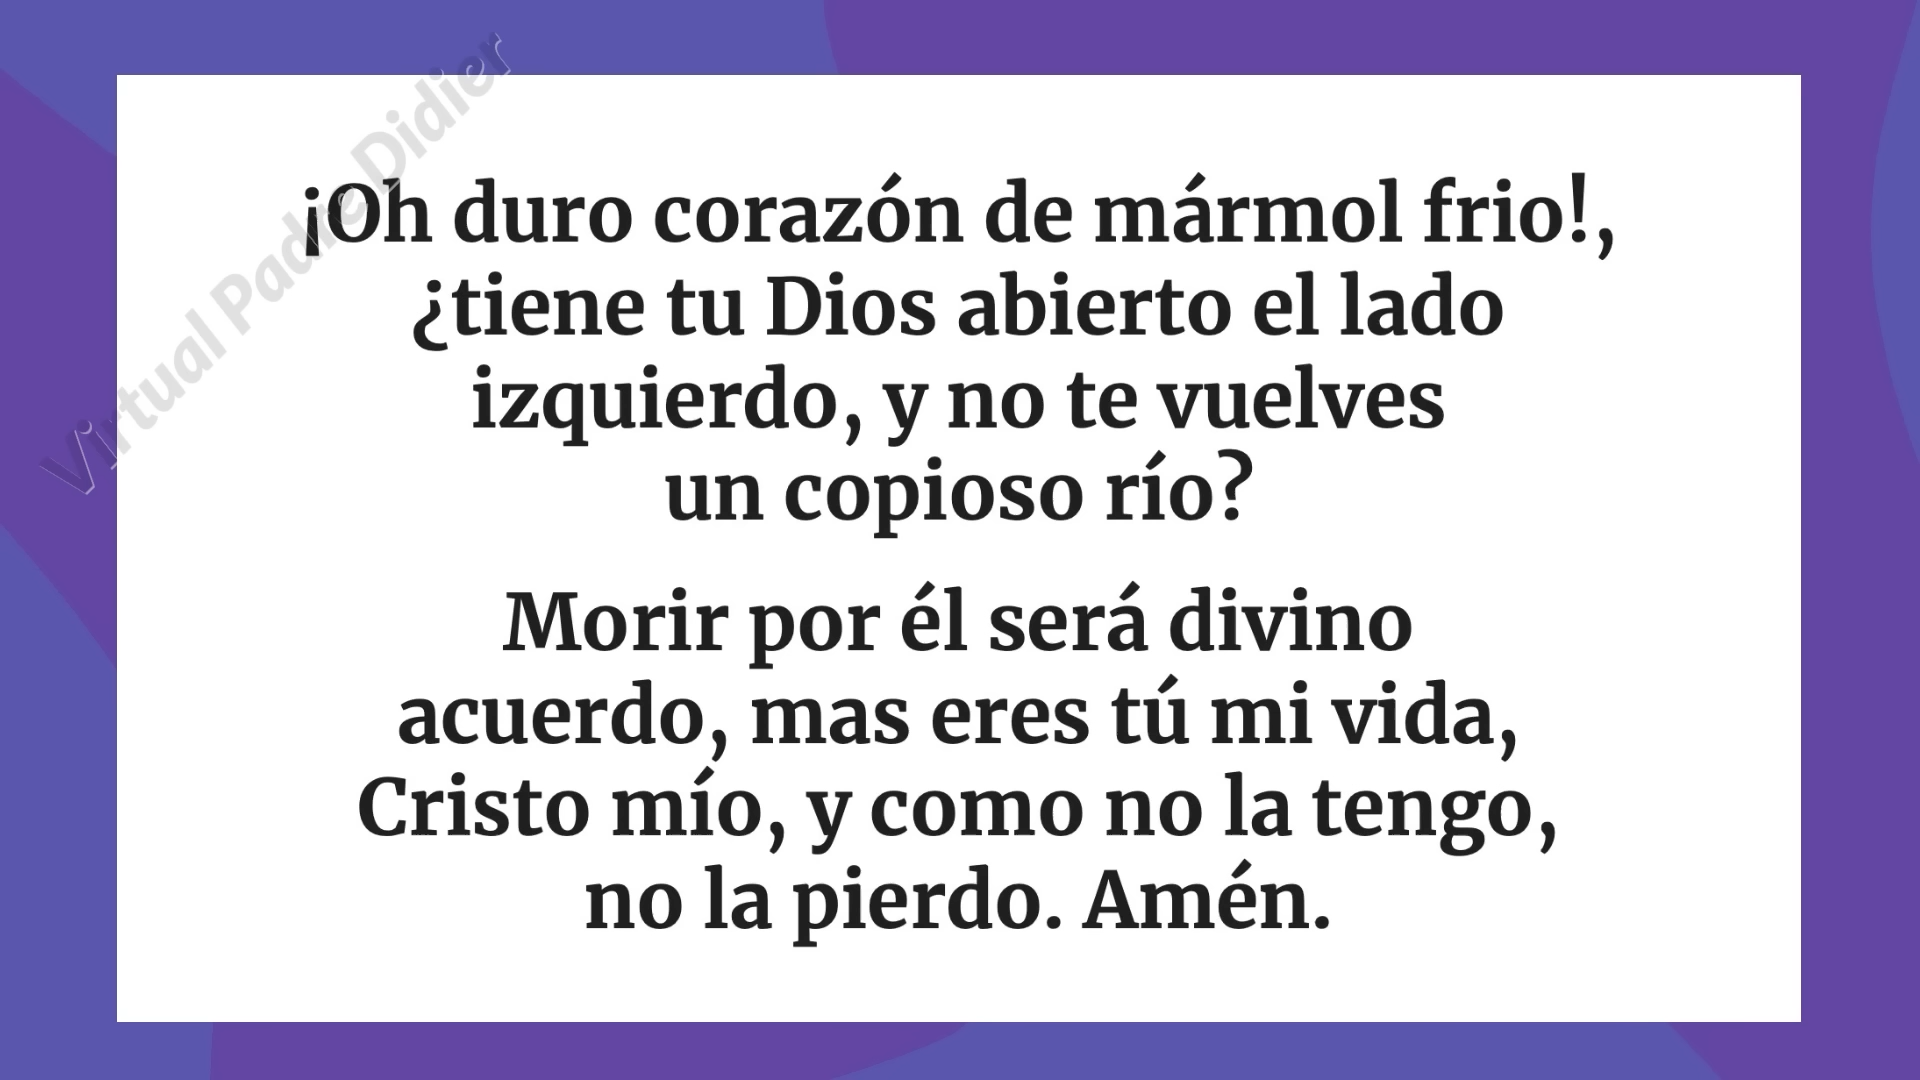 ¡Oh duro corazón de mármol frio!,
¿tiene tu Dios abierto el lado
izquierdo, y no te vuelves
un copioso río?
Morir por él será divino
acuerdo, mas eres tú mi vida,
Cristo mío, y como no la tengo,
no la pierdo. Amén.
Virtual Padre Didier